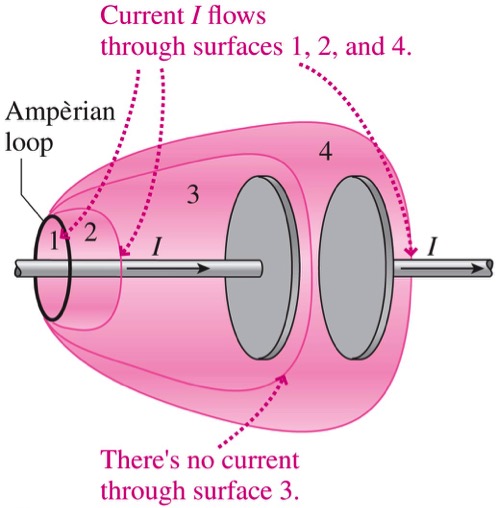 Current I flows
through surfaces 1, 2, and 4.
Ampèrian
loop
4
3
1
2
I
I
There's no current
through surface 3.